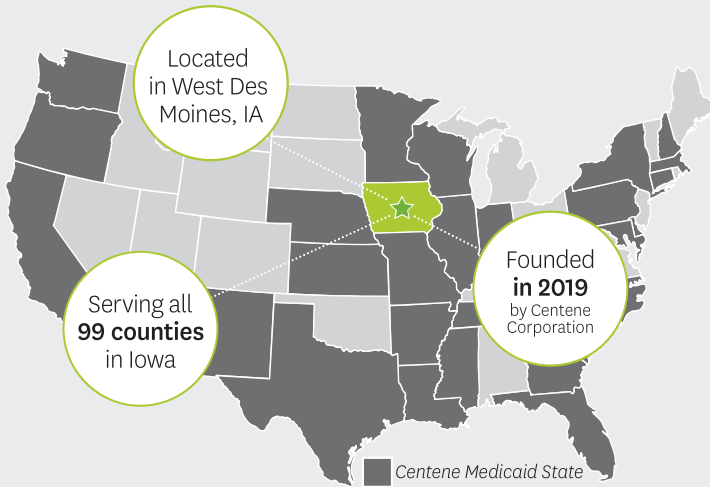 Located
in West Des
Moines, IA
Serving all
99 counties
in Iowa
Founded
in 2019
by Centene
Corporation
Centene Medicaid State